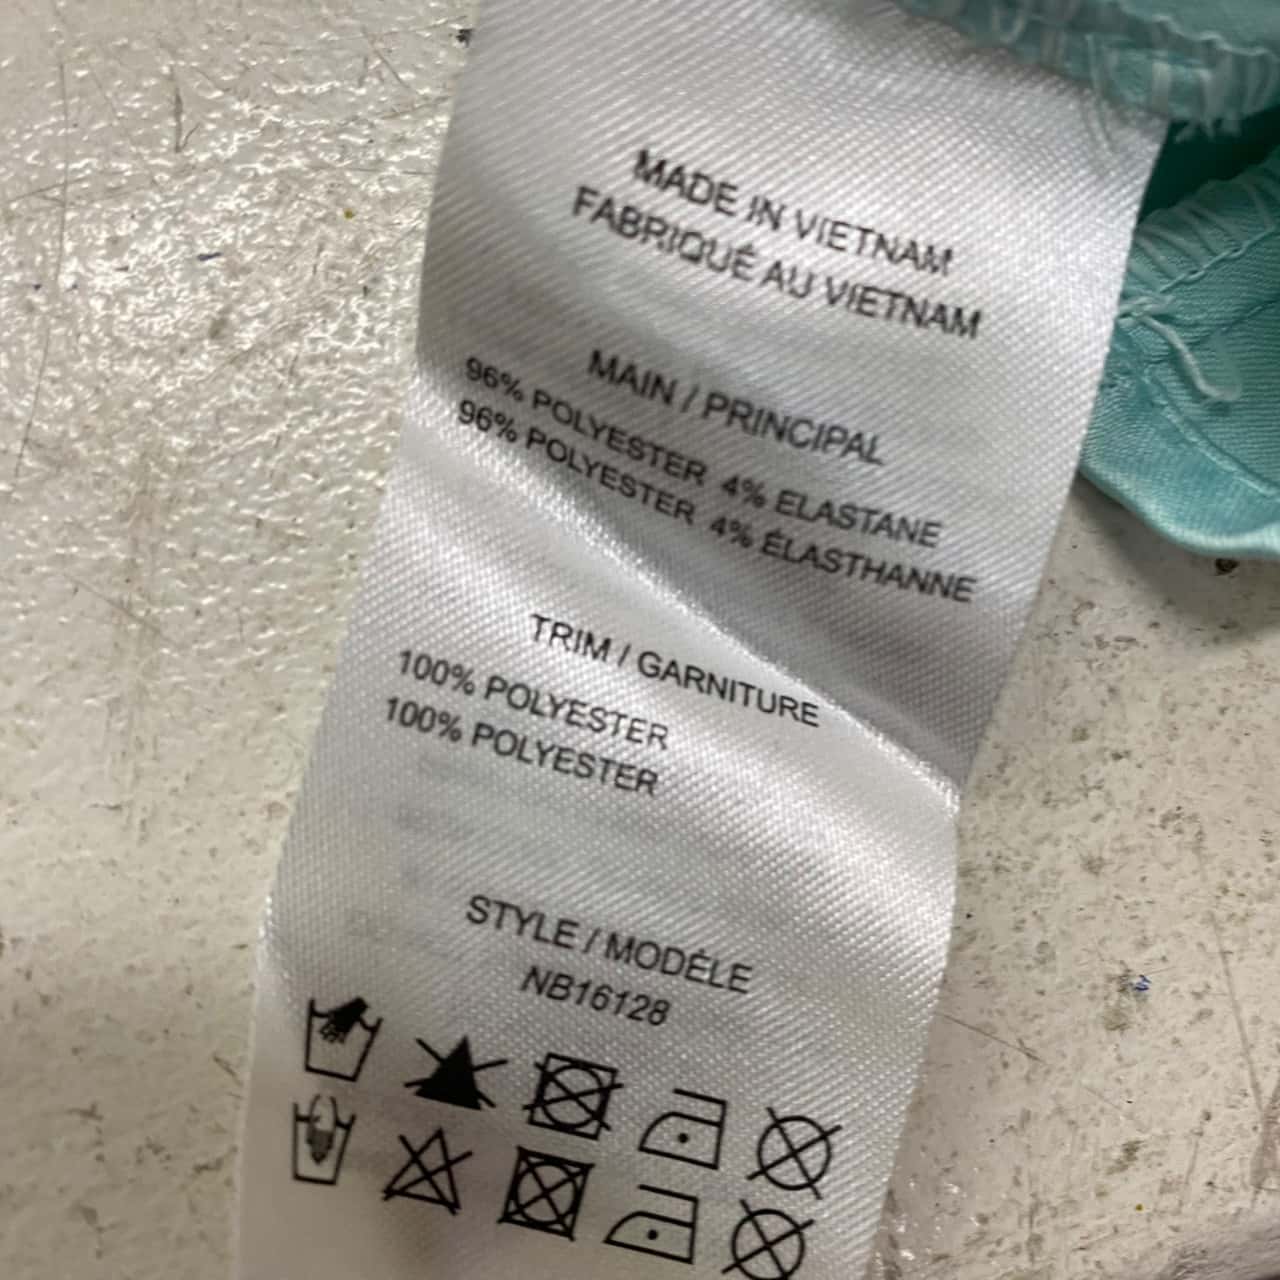 MADE IN VIETNAM
FABRIQUÉ AU VIETNAM
MAIN / PRINCIPAL
96% POLYESTER 4% ELASTANE
96% POLYESTER 4% ÉLASTHANNE
TRIM / GARNITURE
100% POLYESTER
100% POLYESTER
STYLE / MODÈLE
NB16128